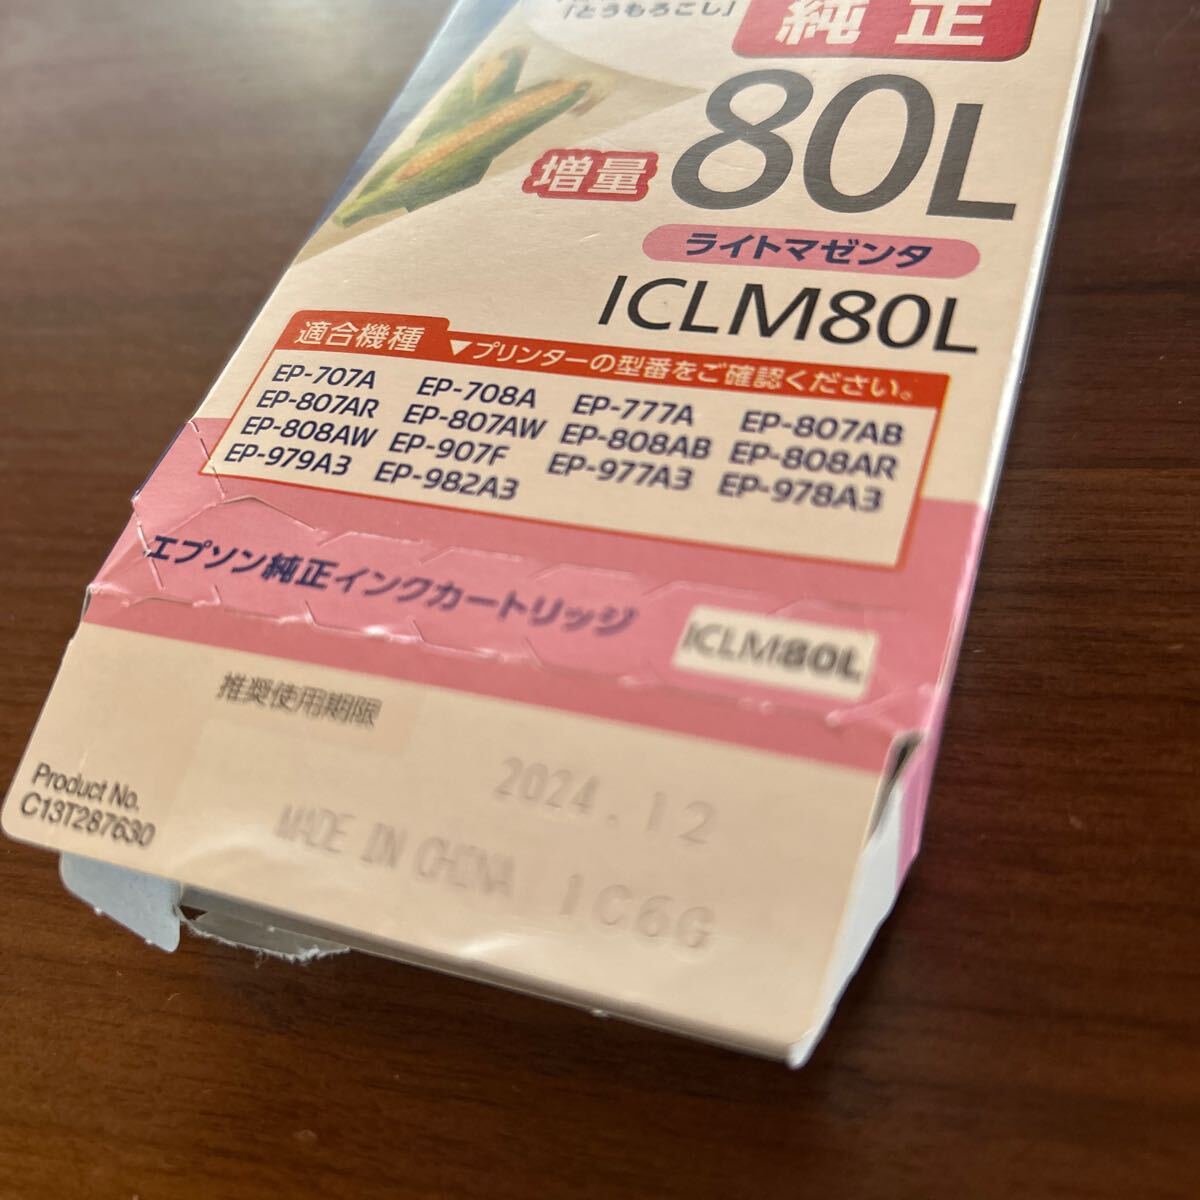 「とうもろこし」
純正
増量 80L
ライトマゼンタ
ICLM80L
適合機種 ▼プリンターの型番をご確認ください。
EP-707A EP-708A EP-777A EP-807AB
EP-807AR EP-807AW EP-808AB EP-808AR
EP-808AW EP-907F EP-977A3 EP-978A3
EP-979A3 EP-982A3
エプソン純正インクカートリッジ ICLM80L
推奨使用期限
2024.12
Product No.
C13T287630
MADE IN CHINA 1C6G